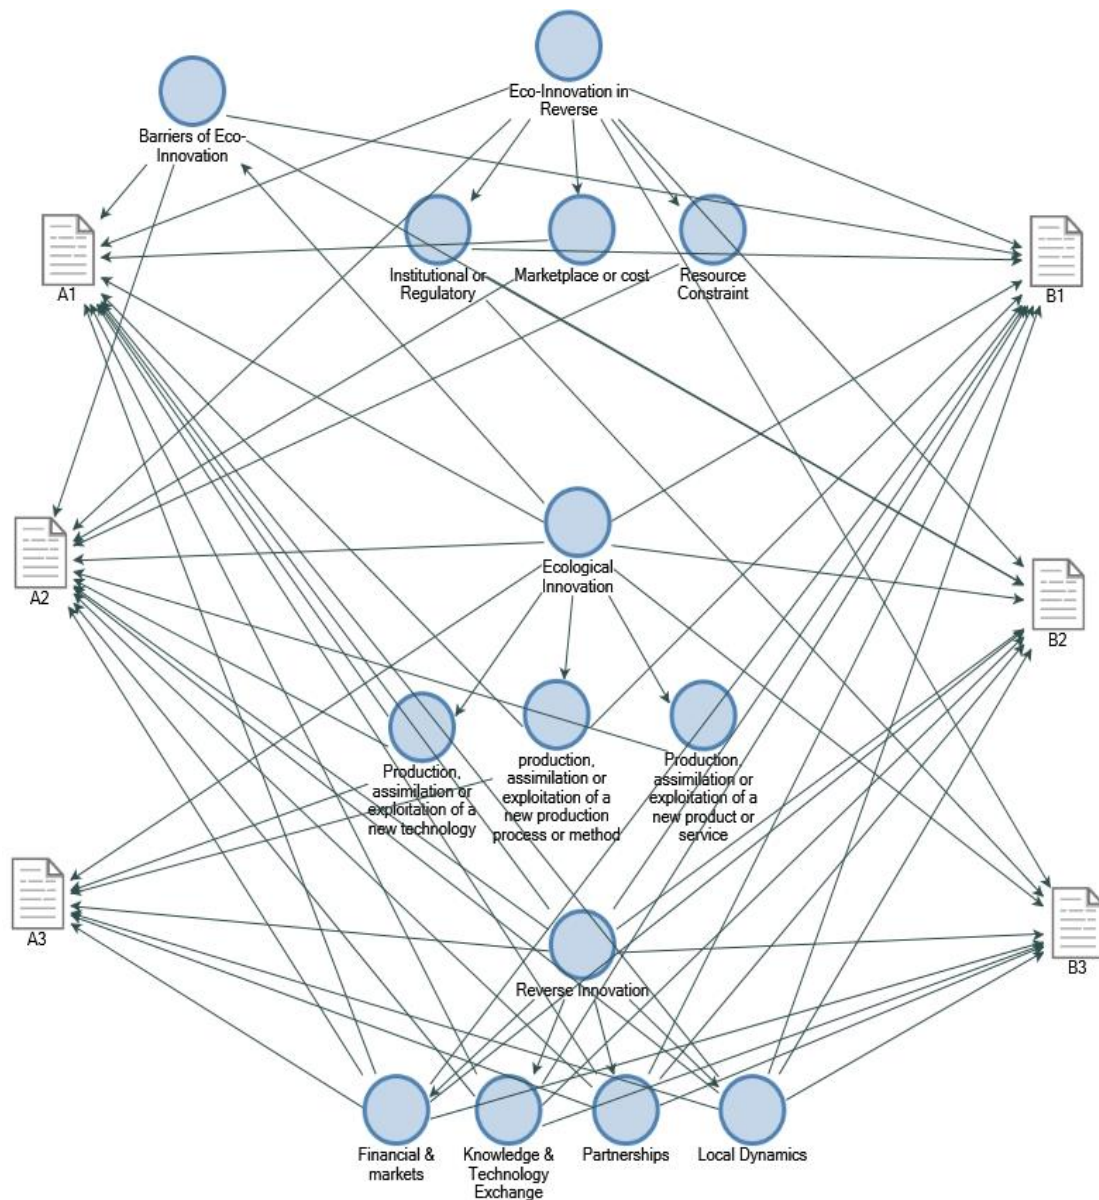 Eco-Innovation in
Reverse
Barriers of Eco-
Innovation
Institutional or
Regulatory
Marketplace or cost
Resource
Constraint
A1
B1
Ecological
Innovation
A2
B2
Production,
assimilation or
exploitation of a
new technology
production,
assimilation or
exploitation of a
new production
process or method
Production,
assimilation or
exploitation of a
new product or
service
A3
B3
Reverse Innovation
Financial &
markets
Knowledge &
Technology
Exchange
Partnerships
Local Dynamics